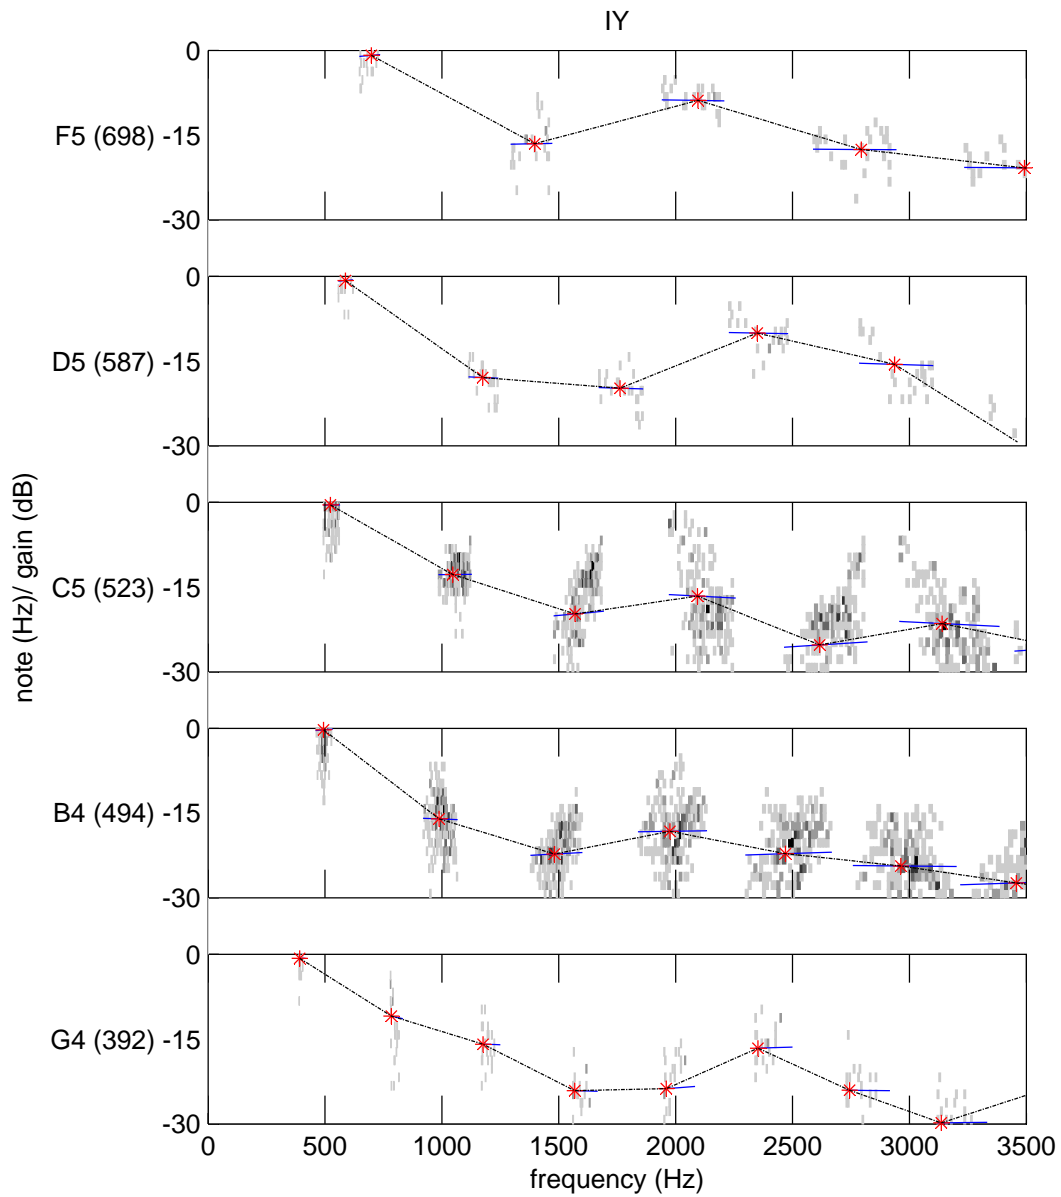 IY
0
F5 (698) -15
-30
0
D5 (587) -15
-30
0
C5 (523) -15
-30
0
B4 (494) -15
-30
0
G4 (392) -15
-30
note (Hz)/ gain (dB)
0 500 1000 1500 2000 2500 3000 3500
frequency (Hz)